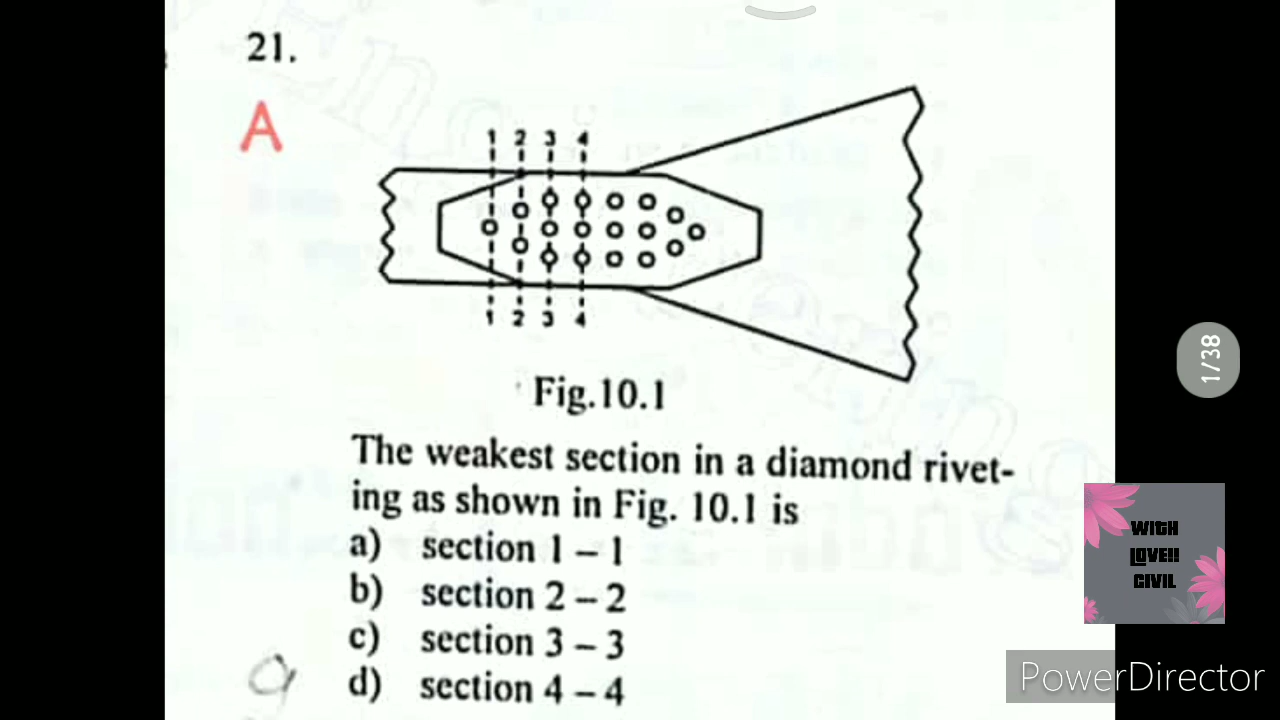 21.
A
1 2 3 4
1 2 3 4
Fig.10.1
The weakest section in a diamond rivet-
ing as shown in Fig. 10.1 is
a) section 1 – 1
b) section 2 – 2
c) section 3 – 3
d) section 4 – 4
1/38
WITH
LOVE!!
CIVIL
PowerDirector